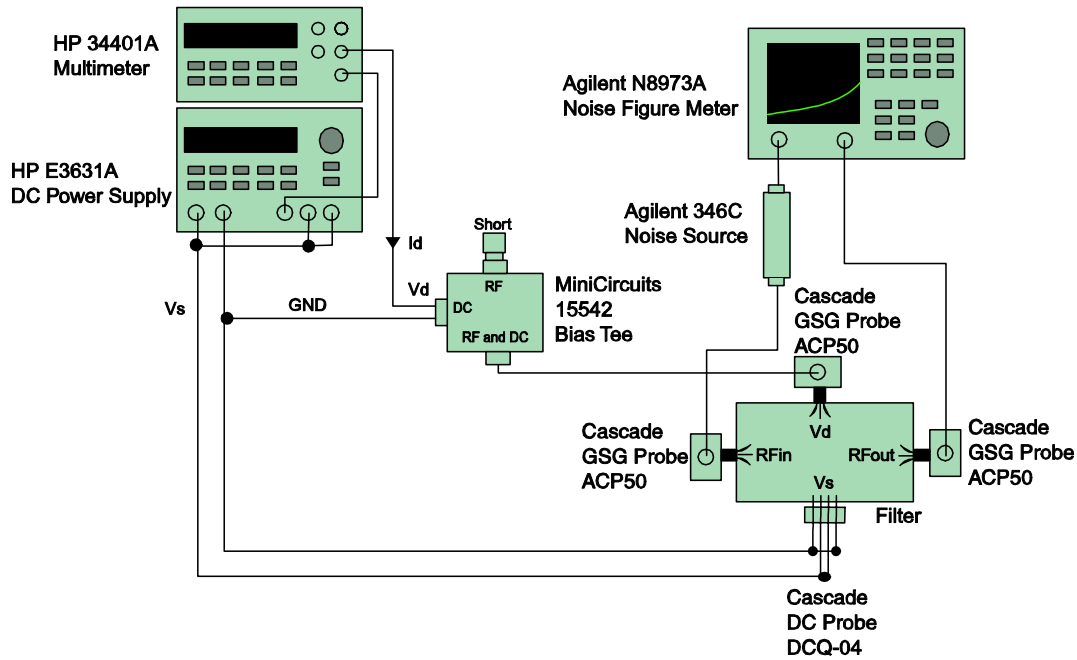 HP 34401A
Multimeter
Agilent N8973A
Noise Figure Meter
HP E3631A
DC Power Supply
Short
Agilent 346C
Noise Source
Id
RF
Vd
DC
MiniCircuits
15542
Bias Tee
Vs
GND
RF and DC
Cascade
GSG Probe
ACP50
Vd
Cascade
GSG Probe
ACP50
RFin
RFout
Cascade
GSG Probe
ACP50
Vs
Filter
Cascade
DC Probe
DCQ-04